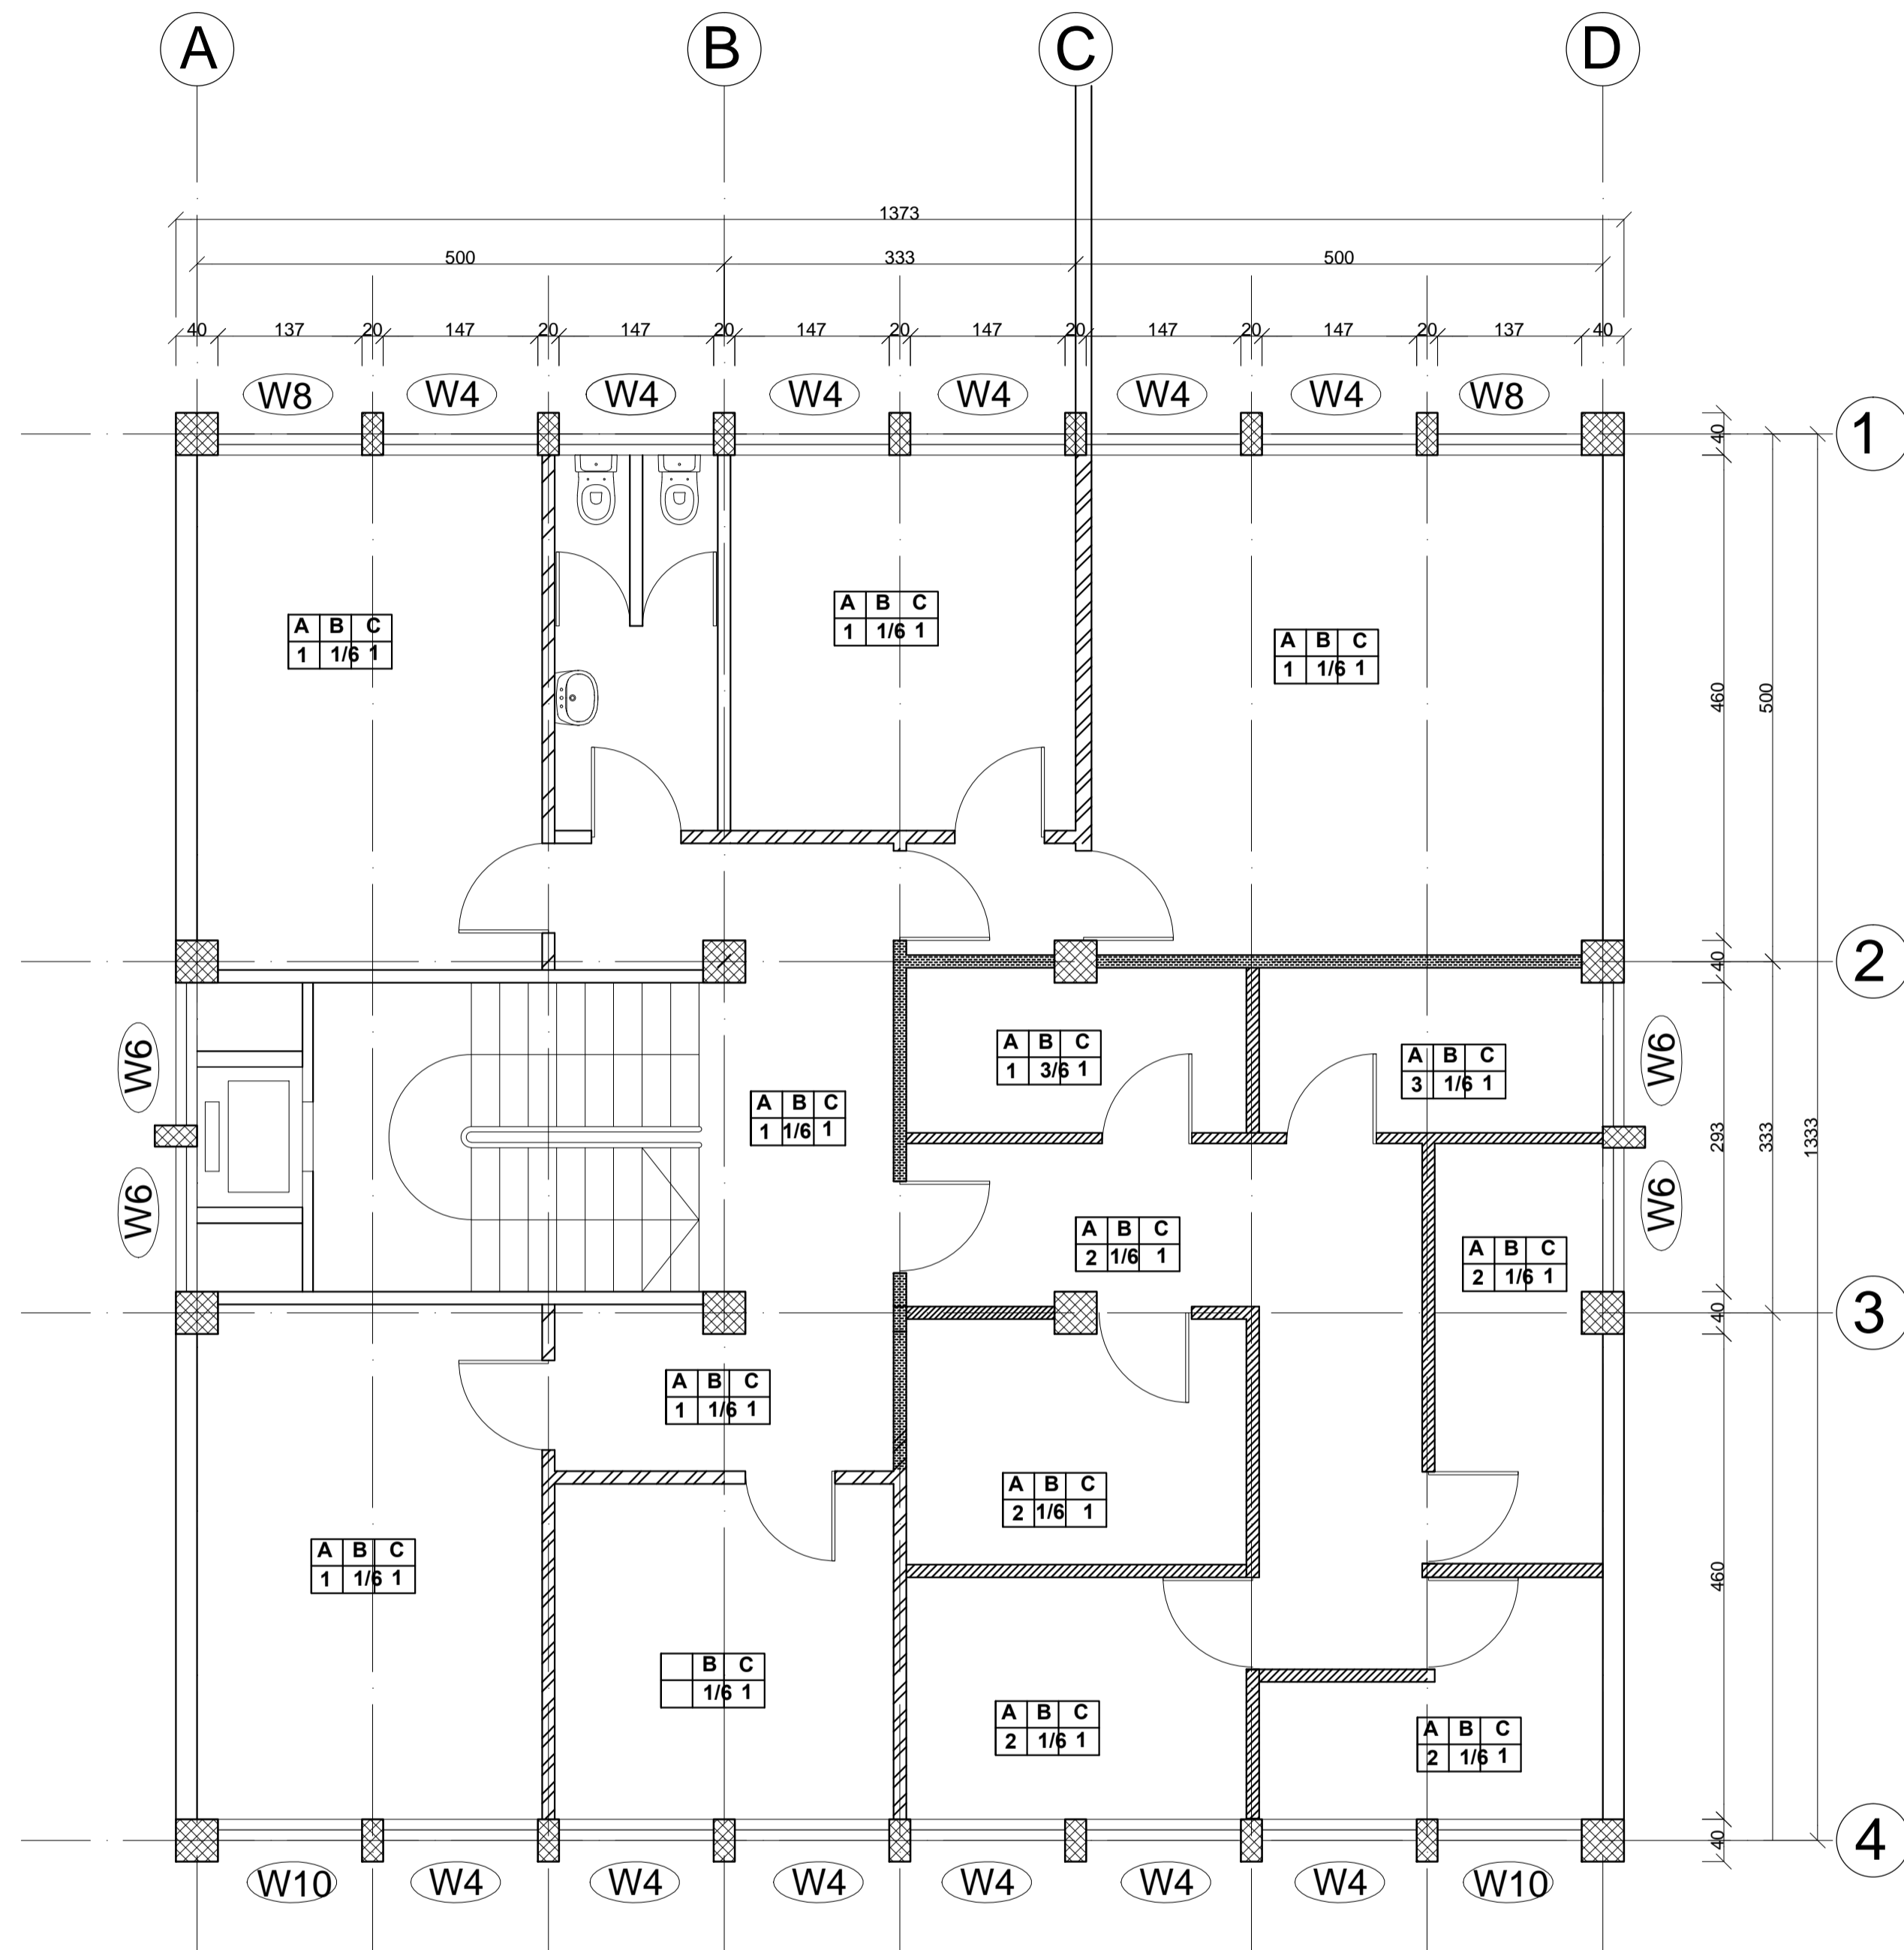 A B C D
1373
500 333 500
40 137 20 147 20 147 20 147 20 147 20 147 20 147 20 137 40
W8 W4 W4 W4 W4 W4 W4 W8
40
1
A B C
1 1/6 1
A B C
1 1/6 1
A B C
1 1/6 1
460
500
40
2
W6
W6
A B C
1 3/6 1
A B C
3 1/6 1
W6
W6
A B C
1 1/6 1
A B C
2 1/6 1
A B C
2 1/6 1
293
333
1333
40
3
A B C
1 1/6 1
A B C
2 1/6 1
A B C
1 1/6 1
460
B C
1/6 1
A B C
2 1/6 1
A B C
2 1/6 1
40
4
W10 W4 W4 W4 W4 W4 W4 W10